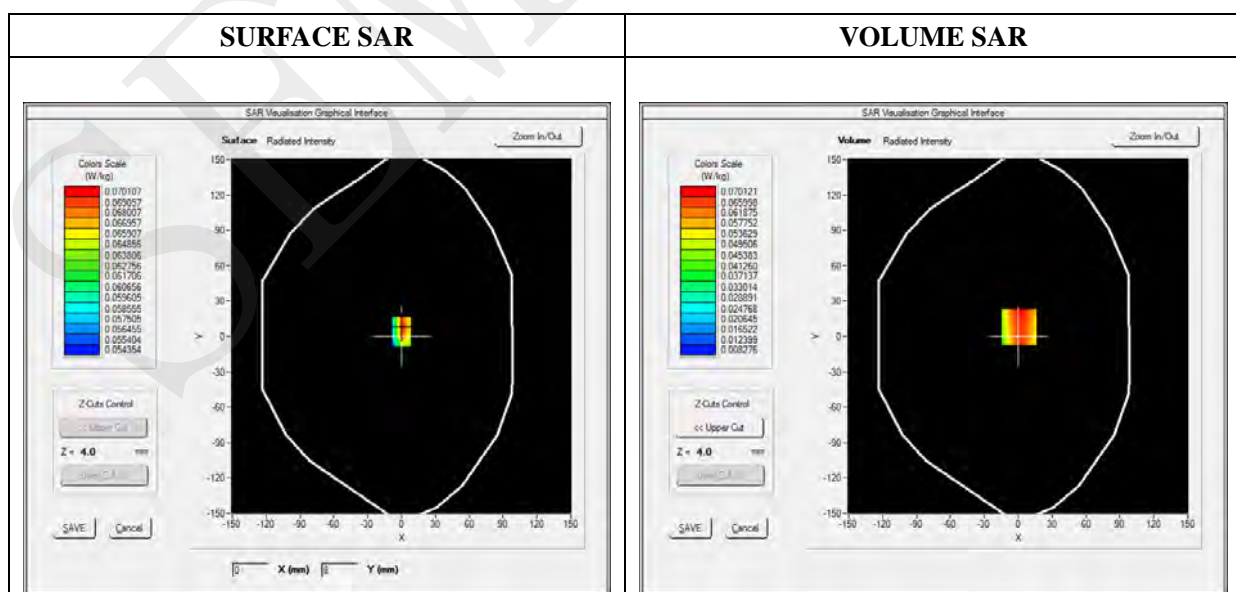 SURFACE SAR
VOLUME SAR
SAR Visualisation Graphical Interface
Surface Radiated Intensity
Zoom In/Out
Colors Scale
(W/kg)
0.070107
0.069057
0.068007
0.066957
0.065907
0.064856
0.063806
0.062756
0.061706
0.060656
0.059605
0.058555
0.057505
0.056455
0.055404
0.054354
150
120
90
60
30
0
-30
-60
-90
-120
-150
Y
-150 -120 -90 -60 -30 0 30 60 90 120 150
X
Z-Cuts Control
<< Upper Cut
Z = 4.0 mm
SAVE Cancel
0 X (mm) 8 Y (mm)
SAR Visualisation Graphical Interface
Volume Radiated Intensity
Zoom In/Out
Colors Scale
(W/kg)
0.070121
0.065998
0.061875
0.057752
0.053629
0.049506
0.045383
0.041260
0.037137
0.033014
0.028891
0.024768
0.020645
0.016522
0.012399
0.008276
150
120
90
60
30
0
-30
-60
-90
-120
-150
Y
-150 -120 -90 -60 -30 0 30 60 90 120 150
X
Z-Cuts Control
<< Upper Cut
Z = 4.0 mm
SAVE Cancel